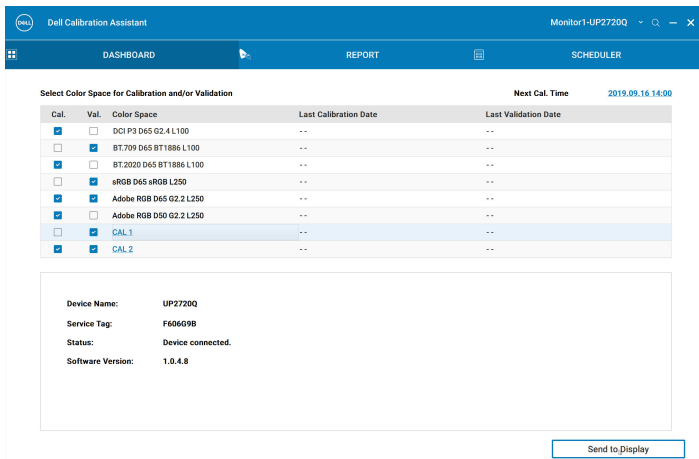 DELL Dell Calibration Assistant Monitor1-UP2720Q
DASHBOARD REPORT SCHEDULER
Select Color Space for Calibration and/or Validation Next Cal. Time 2019.09.16 14:00
Cal. Val. Color Space Last Calibration Date Last Validation Date
DCI P3 D65 G2.4 L100 -- --
BT.709 D65 BT1886 L100 -- --
BT.2020 D65 BT1886 L100 -- --
sRGB D65 sRGB L250 -- --
Adobe RGB D65 G2.2 L250 -- --
Adobe RGB D50 G2.2 L250 -- --
CAL 1 -- --
CAL 2 -- --
Device Name: UP2720Q
Service Tag: F606G9B
Status: Device connected.
Software Version: 1.0.4.8
Send to Display